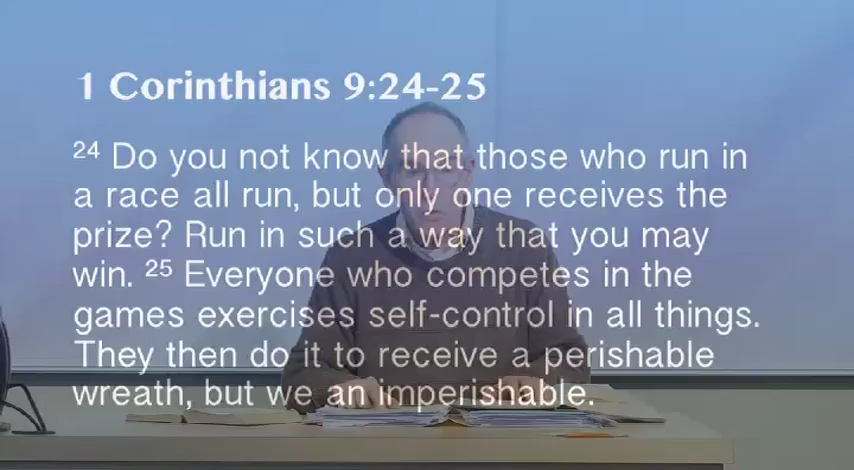 1 Corinthians 9:24-25
24 Do you not know that those who run in
a race all run, but only one receives the
prize? Run in such a way that you may
win. 25 Everyone who competes in the
games exercises self-control in all things.
They then do it to receive a perishable
wreath, but we an imperishable.